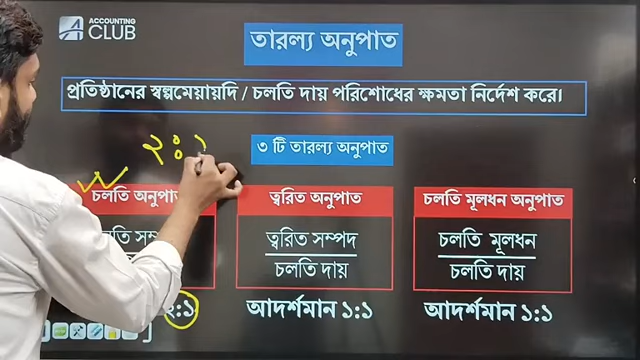 ACCOUNTING
CLUB
তারল্য অনুপাত
প্রতিষ্ঠানের স্বল্পমেয়ায়দি / চলতি দায় পরিশোধের ক্ষমতা নির্দেশ করে।
২:১
৩ টি তারল্য অনুপাত
চলতি অনুপাত
ত্বরিত অনুপাত
চলতি মূলধন অনুপাত
ত্বরিত সম্পদ
চলতি দায়
চলতি মূলধন
চলতি দায়
২:১
আদর্শমান ১:১
আদর্শমান ১:১